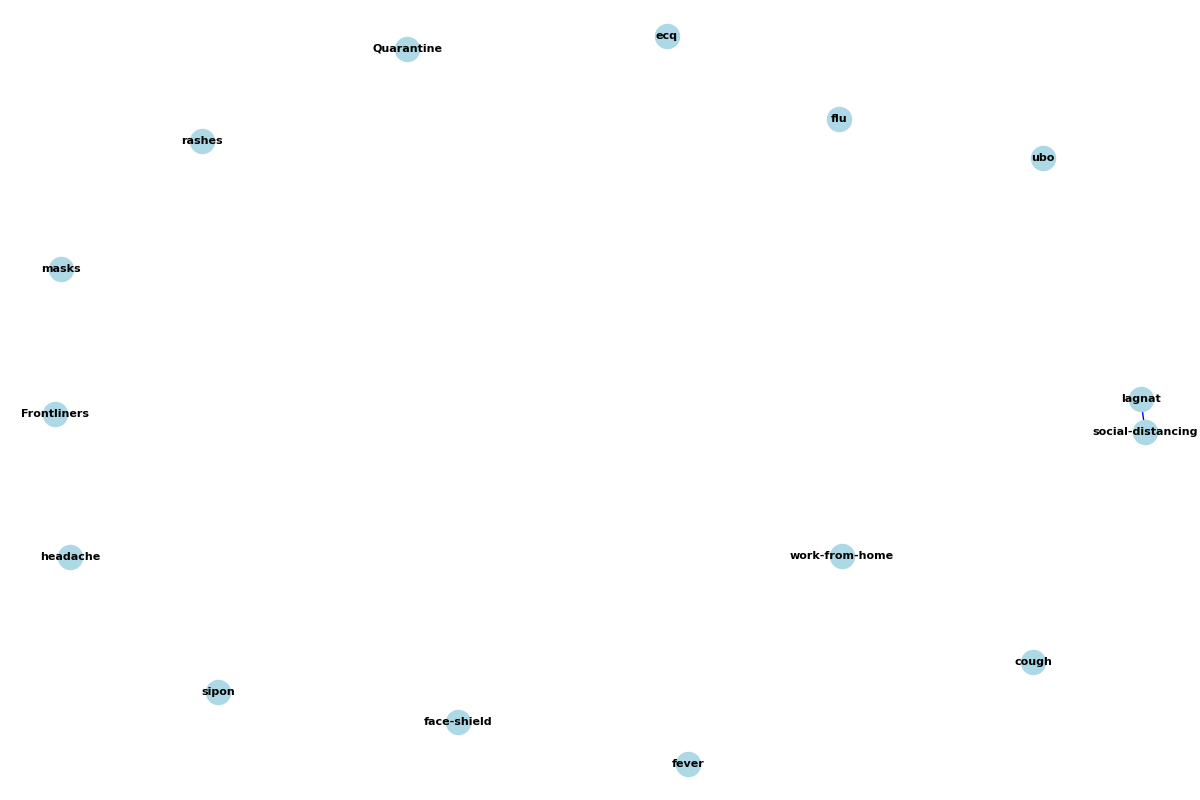 ecq
Quarantine
flu
rashes
ubo
masks
lagnat
Frontliners
social-distancing
work-from-home
headache
cough
sipon
face-shield
fever